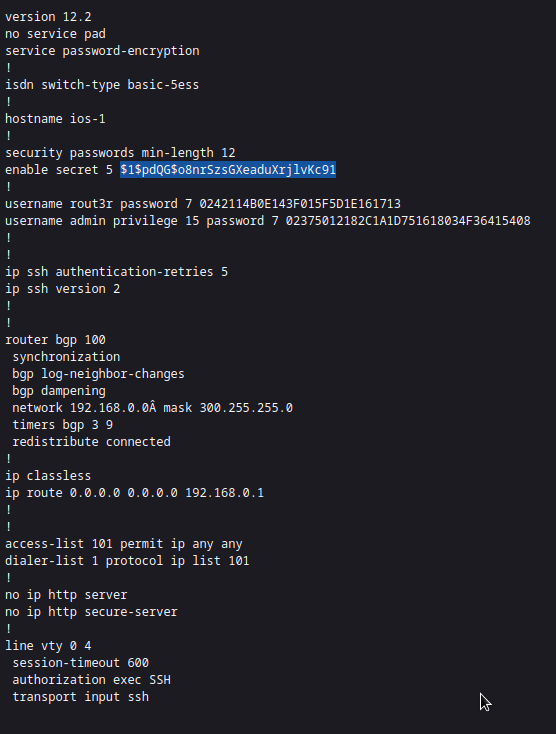 version 12.2
no service pad
service password-encryption
!
isdn switch-type basic-5ess
!
hostname ios-1
!
security passwords min-length 12
enable secret 5 $1$pdQG$o8nrSzsGXeaduXrjlvKc91
!
username rout3r password 7 0242114B0E143F015F5D1E161713
username admin privilege 15 password 7 02375012182C1A1D751618034F36415408
!
!
ip ssh authentication-retries 5
ip ssh version 2
!
!
router bgp 100
 synchronization
 bgp log-neighbor-changes
 bgp dampening
 network 192.168.0.0Â mask 300.255.255.0
 timers bgp 3 9
 redistribute connected
!
ip classless
ip route 0.0.0.0 0.0.0.0 192.168.0.1
!
!
access-list 101 permit ip any any
dialer-list 1 protocol ip list 101
!
no ip http server
no ip http secure-server
!
line vty 0 4
 session-timeout 600
 authorization exec SSH
 transport input ssh